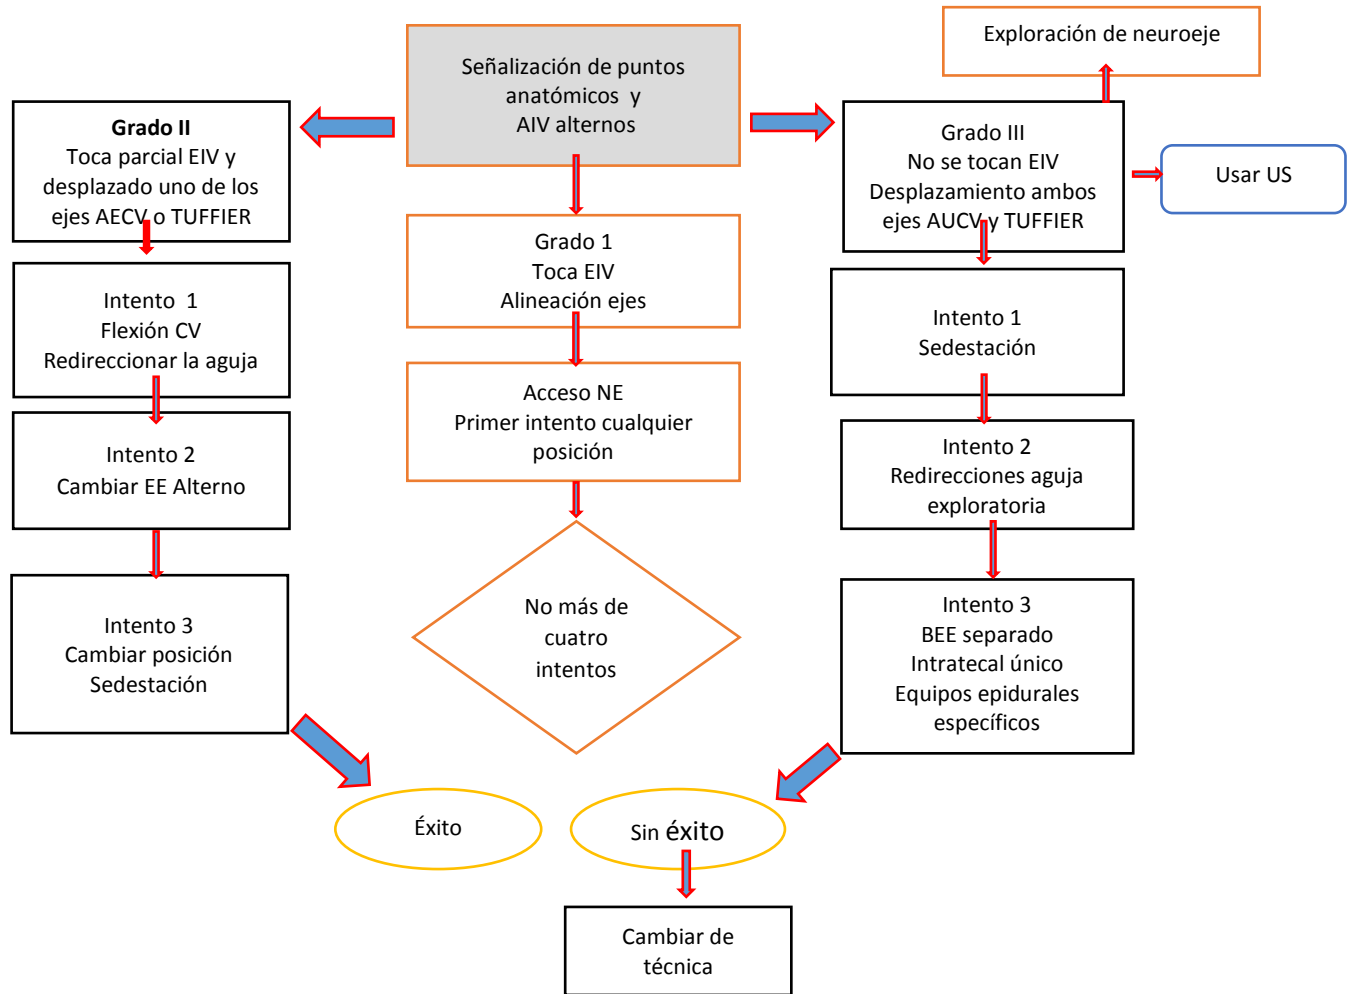 Exploración de neuroeje
Señalización de puntos
anatómicos y
AIV alternos
Grado II
Toca parcial EIV y
desplazado uno de los
ejes AECV o TUFFIER
Grado III
No se tocan EIV
Desplazamiento ambos
ejes AUCV y TUFFIER
Usar US
Grado 1
Toca EIV
Alineación ejes
Intento 1
Flexión CV
Redireccionar la aguja
Intento 1
Sedestación
Acceso NE
Primer intento cualquier
posición
Intento 2
Cambiar EE Alterno
Intento 2
Redirecciones aguja
exploratoria
No más de
cuatro
intentos
Intento 3
Cambiar posición
Sedestación
Intento 3
BEE separado
Intratecal único
Equipos epidurales
específicos
Éxito
Sin éxito
Cambiar de
técnica